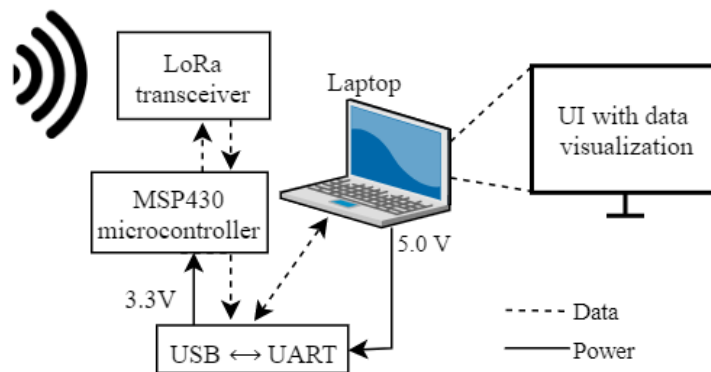 LoRa
transceiver
Laptop
UI with data
visualization
MSP430
microcontroller
5.0 V
3.3V
USB ↔ UART
Data
Power